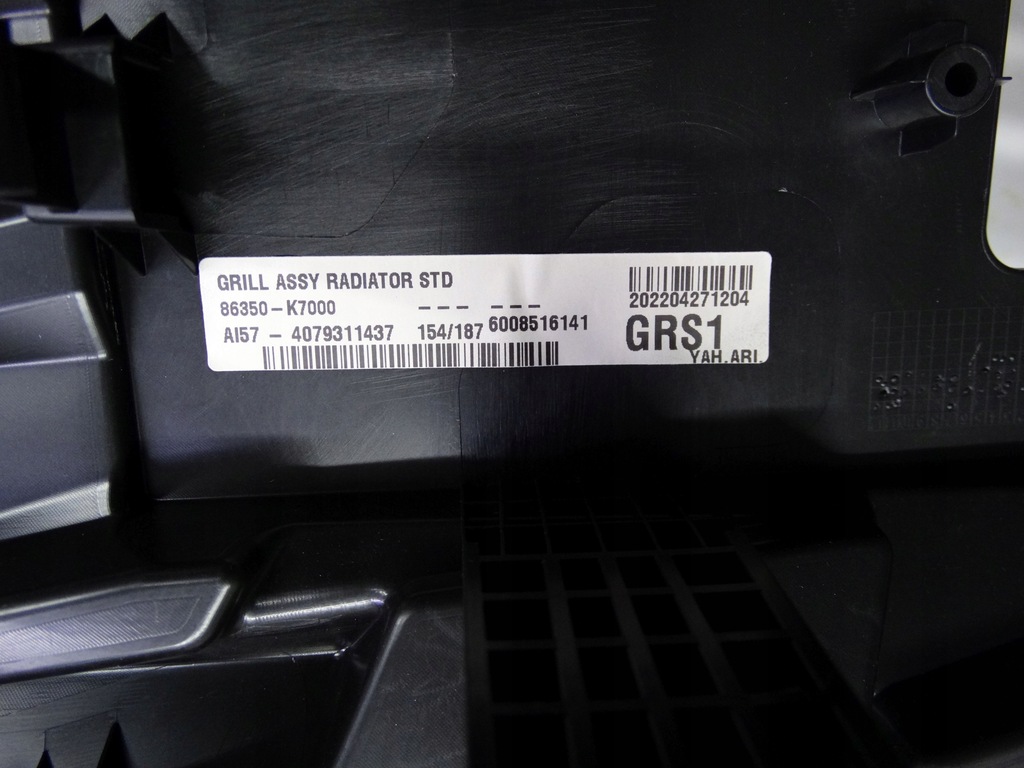 GRILL ASSY RADIATOR STD
86350-K7000 --- ---
AI57 - 4079311437 154/187 6008516141
202204271204
GRS1
YAH.ARI.